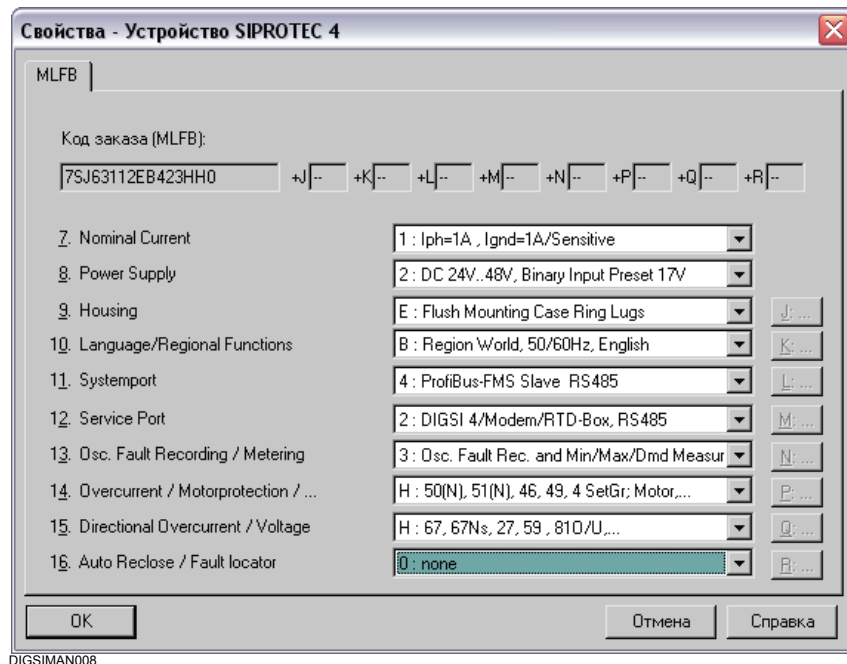 Свойства - Устройство SIPROTEC 4
MLFB
Код заказа (MLFB):
7SJ63112EB423HH0 +J -- +K -- +L -- +M -- +N -- +P -- +Q -- +R --
7. Nominal Current 1 : Iph=1A , Ignd=1A/Sensitive
8. Power Supply 2 : DC 24V..48V, Binary Input Preset 17V
9. Housing E : Flush Mounting Case Ring Lugs J: ...
10. Language/Regional Functions B : Region World, 50/60Hz, English K: ...
11. Systemport 4 : ProfiBus-FMS Slave RS485 L: ...
12. Service Port 2 : DIGSI 4/Modem/RTD-Box, RS485 M: ...
13. Osc. Fault Recording / Metering 3 : Osc. Fault Rec. and Min/Max/Dmd Measur N: ...
14. Overcurrent / Motorprotection / ... H : 50(N), 51(N), 46, 49, 4 SetGr; Motor,... P: ...
15. Directional Overcurrent / Voltage H : 67, 67Ns, 27, 59 , 81O/U,... Q: ...
16. Auto Reclose / Fault locator 0 : none R: ...
OK Отмена Справка
DIGSIMAN008